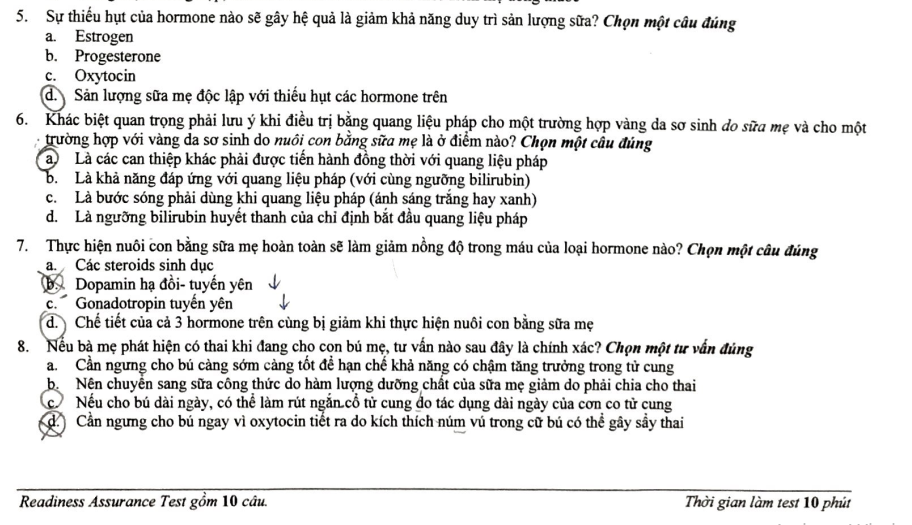 5. Sự thiếu hụt của hormone nào sẽ gây hệ quả là giảm khả năng duy trì sản lượng sữa? Chọn một câu đúng
a. Estrogen
b. Progesterone
c. Oxytocin
d. Sản lượng sữa mẹ độc lập với thiếu hụt các hormone trên
6. Khác biệt quan trọng phải lưu ý khi điều trị bằng quang liệu pháp cho một trường hợp vàng da sơ sinh do sữa mẹ và cho một
trường hợp với vàng da sơ sinh do nuôi con bằng sữa mẹ là ở điểm nào? Chọn một câu đúng
a. Là các can thiệp khác phải được tiến hành đồng thời với quang liệu pháp
b. Là khả năng đáp ứng với quang liệu pháp (với cùng ngưỡng bilirubin)
c. Là bước sóng phải dùng khi quang liệu pháp (ánh sáng trắng hay xanh)
d. Là ngưỡng bilirubin huyết thanh của chỉ định bắt đầu quang liệu pháp
7. Thực hiện nuôi con bằng sữa mẹ hoàn toàn sẽ làm giảm nồng độ trong máu của loại hormone nào? Chọn một câu đúng
a. Các steroids sinh dục
b. Dopamin hạ đồi- tuyến yên ↓
c. Gonadotropin tuyến yên ↓
d. Chế tiết của cả 3 hormone trên cùng bị giảm khi thực hiện nuôi con bằng sữa mẹ
8. Nếu bà mẹ phát hiện có thai khi đang cho con bú mẹ, tư vấn nào sau đây là chính xác? Chọn một tư vấn đúng
a. Cần ngưng cho bú càng sớm càng tốt để hạn chế khả năng có chậm tăng trưởng trong tử cung
b. Nên chuyển sang sữa công thức do hàm lượng dưỡng chất của sữa mẹ giảm do phải chia cho thai
c. Nếu cho bú dài ngày, có thể làm rút ngắn cổ tử cung do tác dụng dài ngày của cơn co tử cung
d. Cần ngưng cho bú ngay vì oxytocin tiết ra do kích thích núm vú trong cữ bú có thể gây sẩy thai
Readiness Assurance Test gồm 10 câu. Thời gian làm test 10 phút